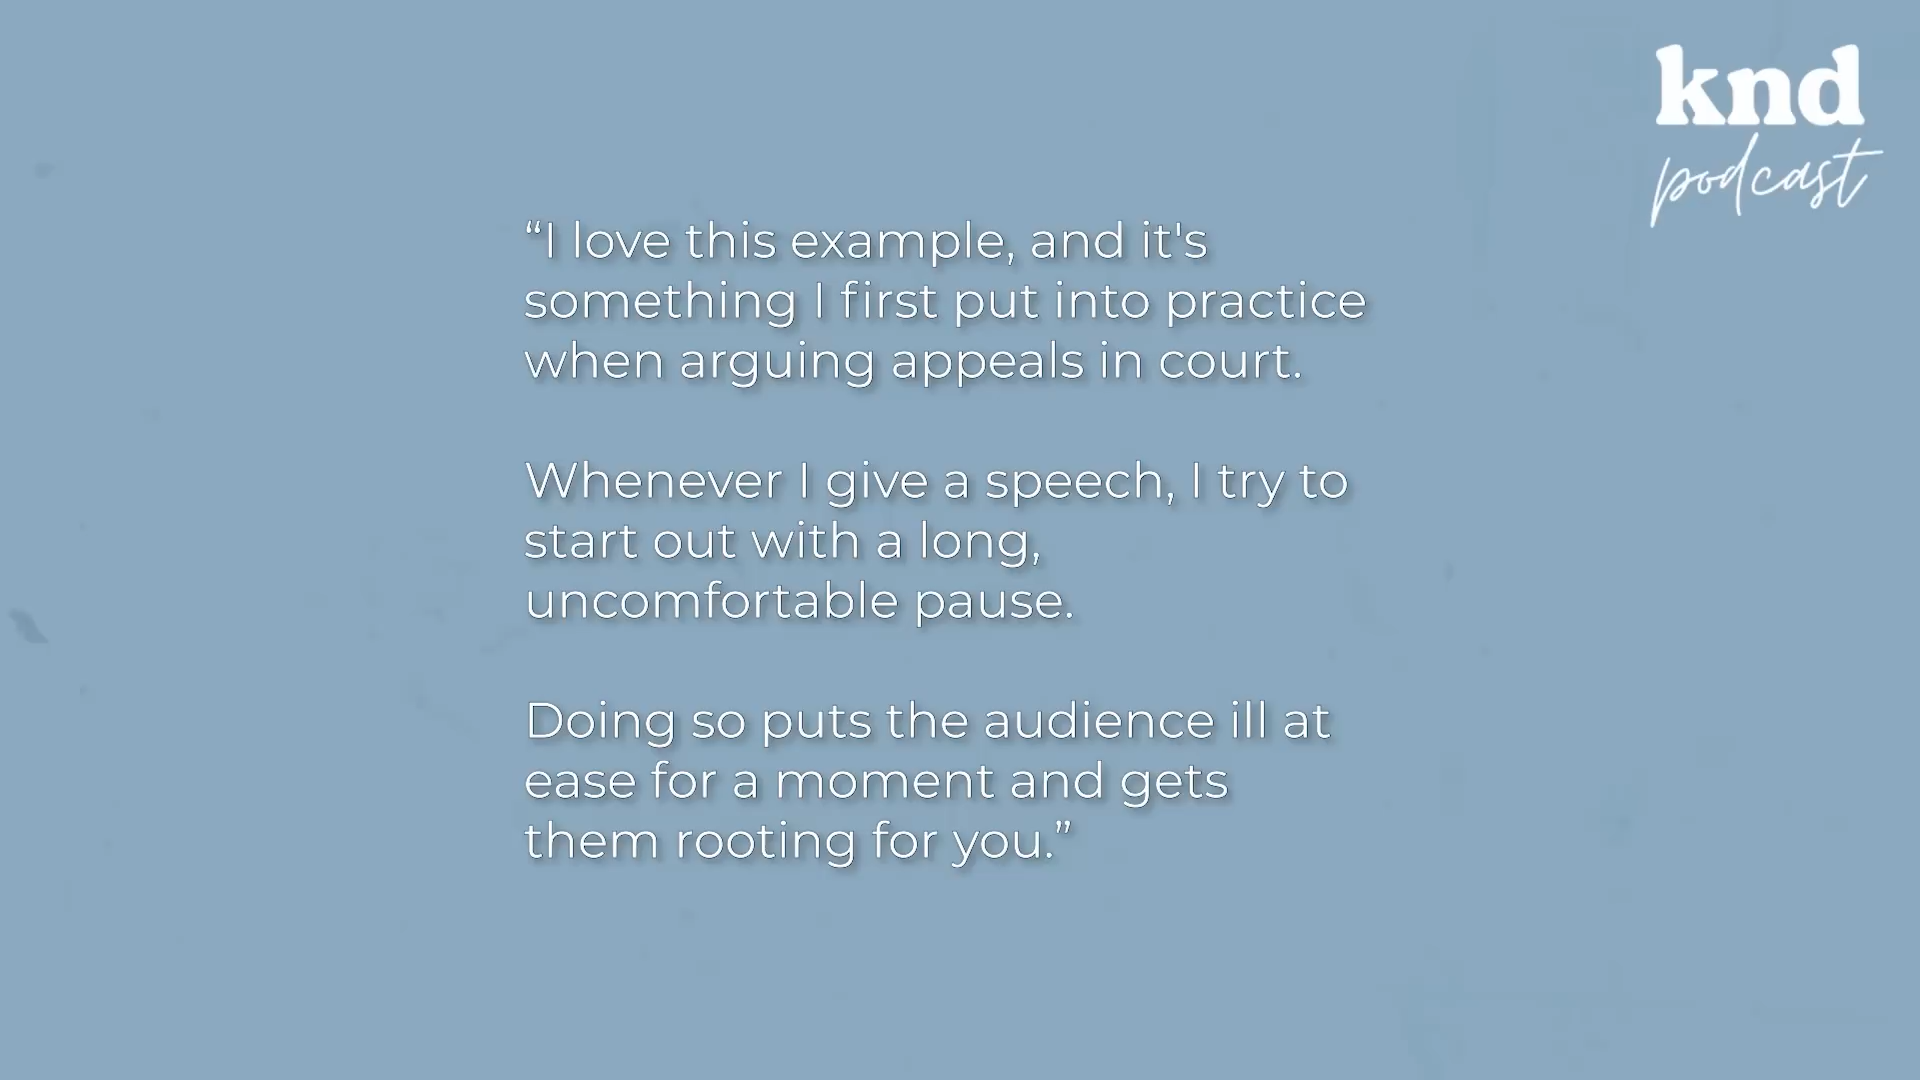 knd
podcast
“I love this example, and it's
something I first put into practice
when arguing appeals in court.
Whenever I give a speech, I try to
start out with a long,
uncomfortable pause.
Doing so puts the audience ill at
ease for a moment and gets
them rooting for you.”